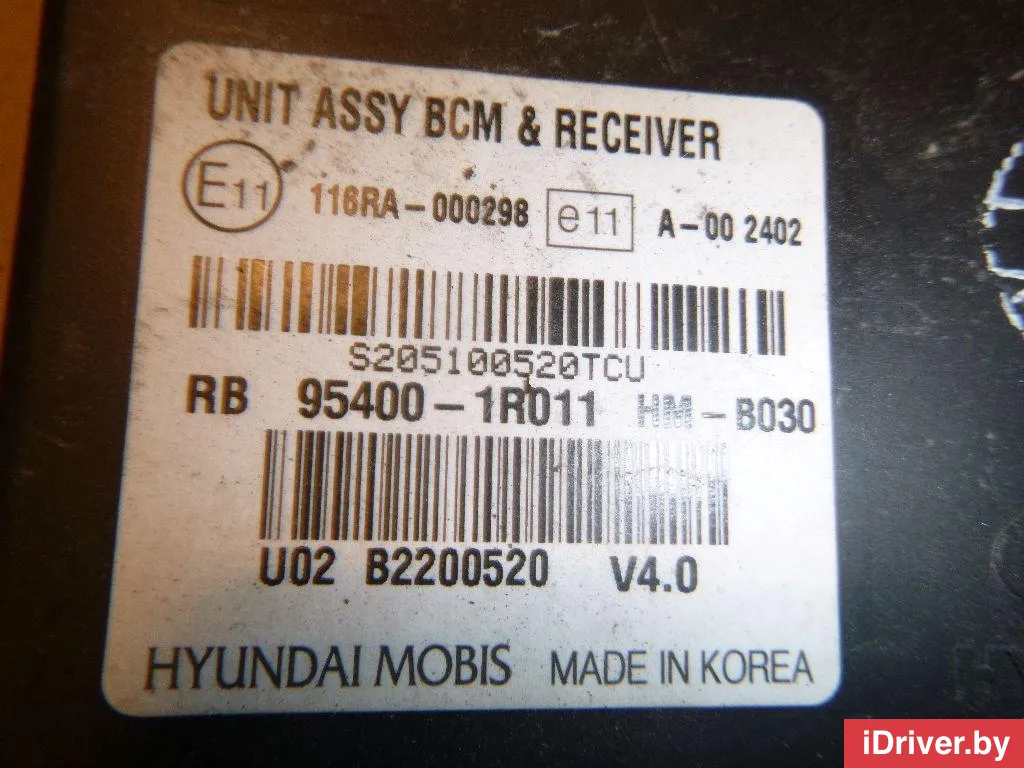 UNIT ASSY BCM & RECEIVER
E11 116RA-000298 e11 A-00 2402
S205100520TCU
RB 95400-1R011 HM-B030
U02 B2200520 V4.0
HYUNDAI MOBIS MADE IN KOREA
iDriver.by